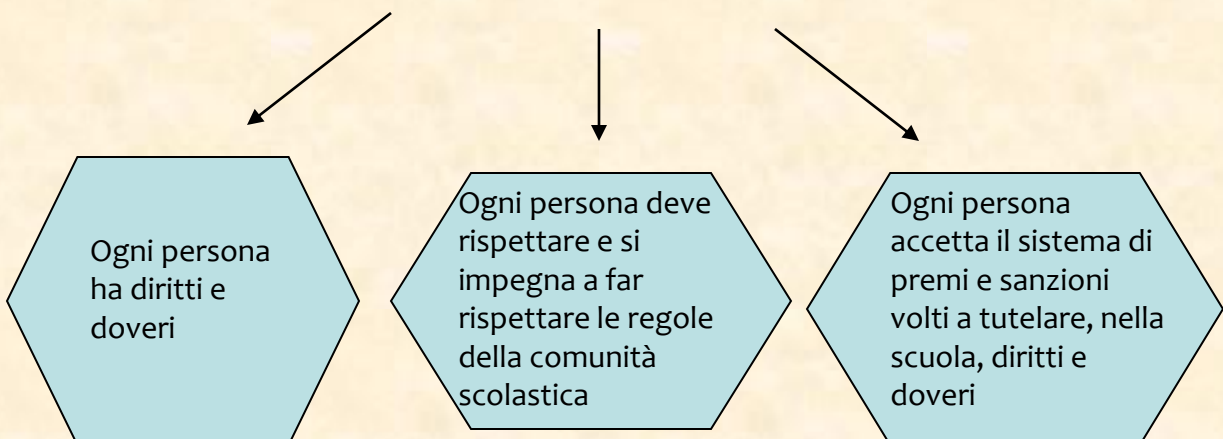 Ogni persona
ha diritti e
doveri
Ogni persona deve
rispettare e si
impegna a far
rispettare le regole
della comunità
scolastica
Ogni persona
accetta il sistema di
premi e sanzioni
volti a tutelare, nella
scuola, diritti e
doveri